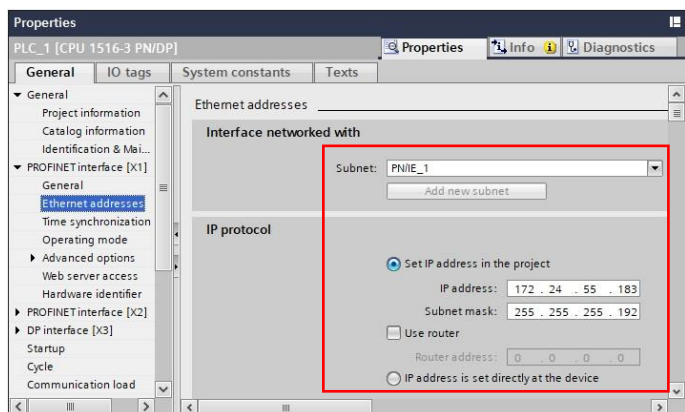 Properties
PLC_1 [CPU 1516-3 PN/DP]
Properties
Info
Diagnostics
General
IO tags
System constants
Texts
General
Project information
Catalog information
Identification & Mai...
PROFINET interface [X1]
General
Ethernet addresses
Time synchronization
Operating mode
Advanced options
Web server access
Hardware identifier
PROFINET interface [X2]
DP interface [X3]
Startup
Cycle
Communication load
Ethernet addresses
Interface networked with
Subnet: PN/IE_1
Add new subnet
IP protocol
Set IP address in the project
IP address: 172 . 24 . 55 . 183
Subnet mask: 255 . 255 . 255 . 192
Use router
Router address: 0 . 0 . 0 . 0
IP address is set directly at the device